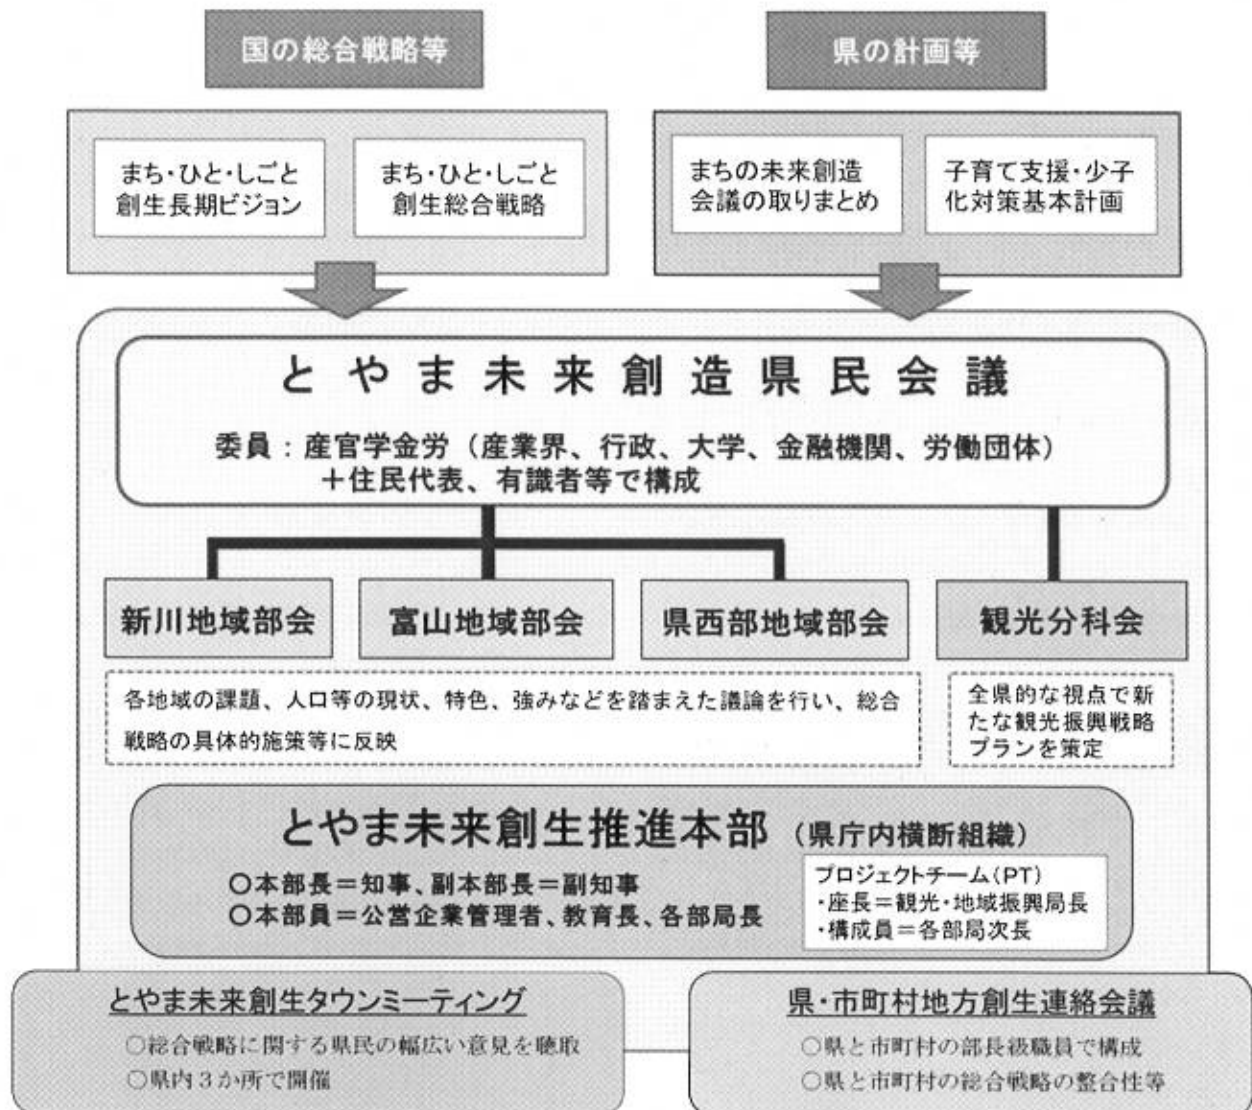 国の総合戦略等
県の計画等
まち・ひと・しごと
創生長期ビジョン
まち・ひと・しごと
創生総合戦略
まちの未来創造
会議の取りまとめ
子育て支援・少子
化対策基本計画
とやま未来創造県民会議
委員：産官学金労（産業界、行政、大学、金融機関、労働団体）
＋住民代表、有識者等で構成
新川地域部会
富山地域部会
県西部地域部会
観光分科会
各地域の課題、人口等の現状、特色、強みなどを踏まえた議論を行い、総合
戦略の具体的施策等に反映
全県的な視点で新
たな観光振興戦略
プランを策定
とやま未来創生推進本部（県庁内横断組織）
○本部長＝知事、副本部長＝副知事
○本部員＝公営企業管理者、教育長、各部局長
プロジェクトチーム（PT）
・座長＝観光・地域振興局長
・構成員＝各部局次長
とやま未来創生タウンミーティング
○総合戦略に関する県民の幅広い意見を聴取
○県内３か所で開催
県・市町村地方創生連絡会議
○県と市町村の部長級職員で構成
○県と市町村の総合戦略の整合性等